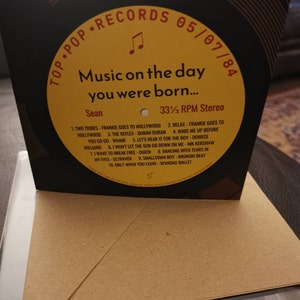 TOP•POP•RECORDS 05/07/84
Music on the day
you were born...
Sean 33⅓ RPM Stereo
1.TWO TRIBES - FRANKIE GOES TO HOLLYWOOD 2. RELAX - FRANKIE GOES TO
HOLLYWOOD 3. THE REFLEX - DURAN DURAN 4. WAKE ME UP BEFORE
YOU GO GO - WHAM! 5. LET'S HEAR IT FOR THE BOY - DENIECE
WILLIAMS 6. I WON'T LET THE SUN GO DOWN ON ME - NIK KERSHAW
7. I WANT TO BREAK FREE - QUEEN 8. DANCING WITH TEARS IN
MY EYES - ULTRAVOX 9. SMALLTOWN BOY - BRONSKI BEAT
10. ONLY WHEN YOU LEAVE - SPANDAU BALLET